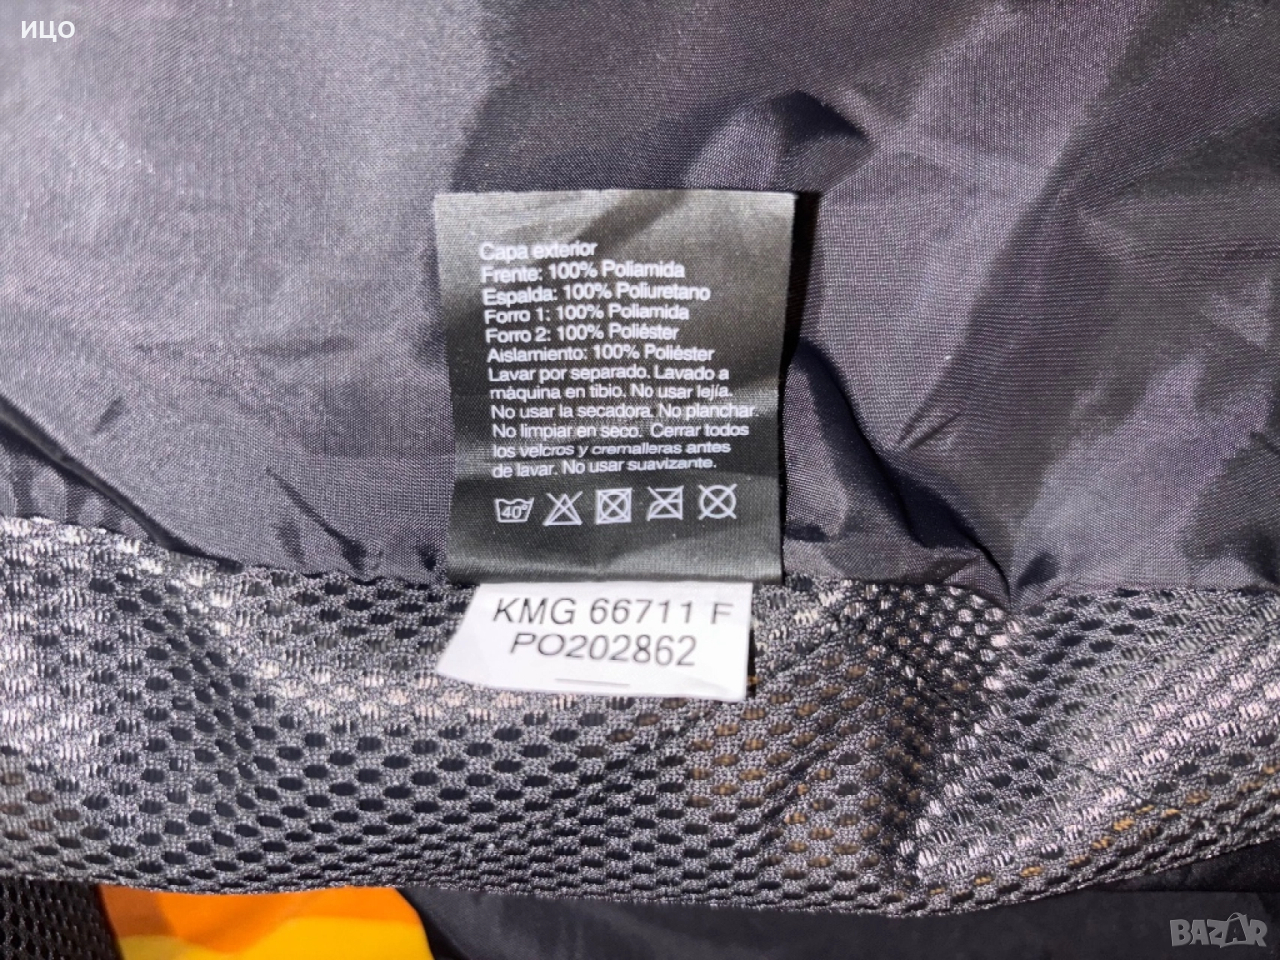 ицо
Capa exterior
Frente: 100% Poliamida
Espalda: 100% Poliuretano
Forro 1: 100% Poliamida
Forro 2: 100% Poliéster
Aislamiento: 100% Poliéster
Lavar por separado. Lavado a
máquina en tibio. No usar lejía.
No usar la secadora. No planchar.
No limpiar en seco. Cerrar todos
los velcros y cremalleras antes
de lavar. No usar suavizante.
40°
KMG 66711 F
PO202862
BAZAR